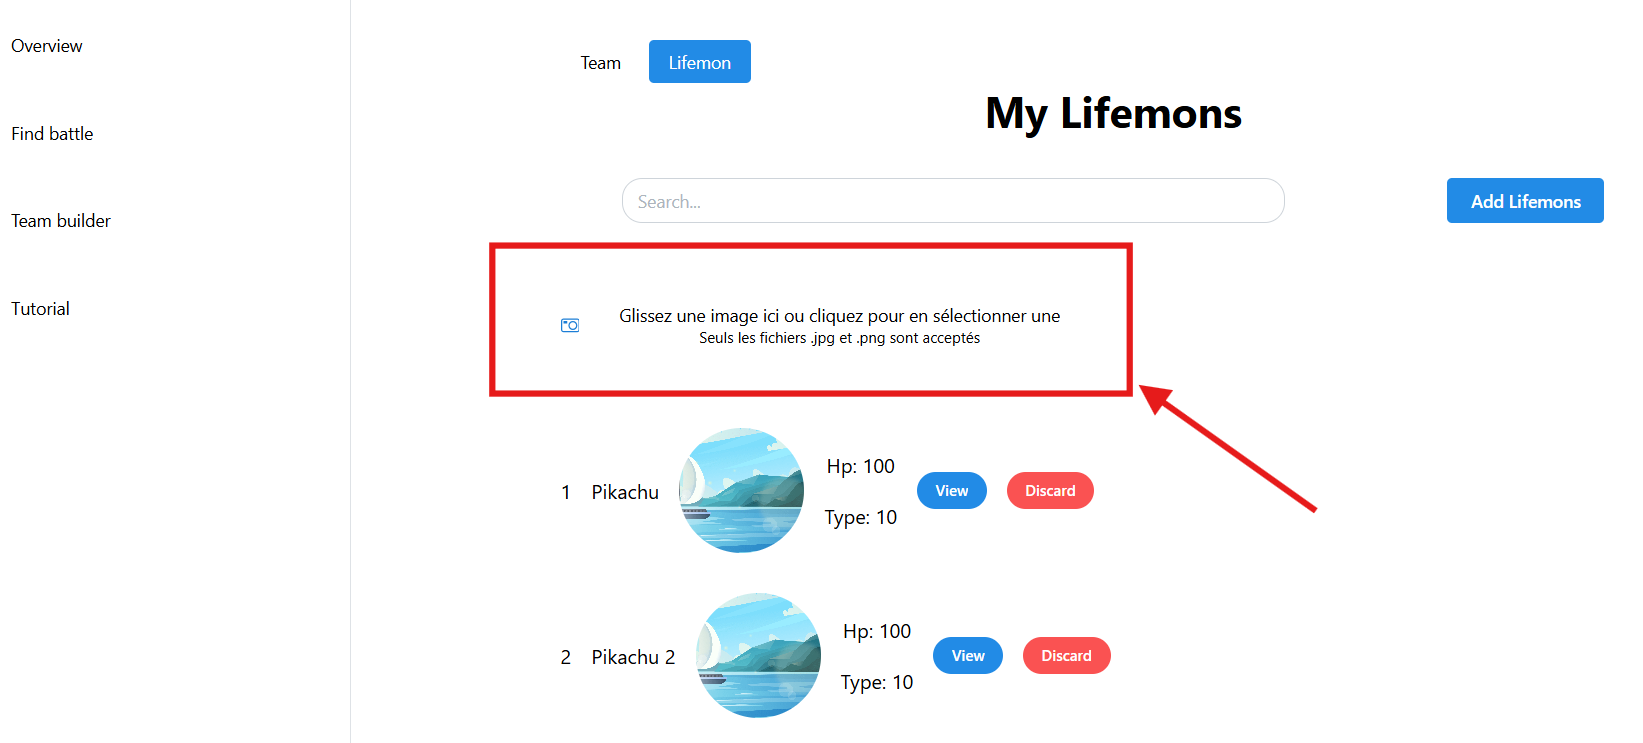 Overview
Find battle
Team builder
Tutorial
Team
Lifemon
My Lifemons
Search...
Add Lifemons
Glissez une image ici ou cliquez pour en sélectionner une
Seuls les fichiers .jpg et .png sont acceptés
1 Pikachu
Hp: 100
Type: 10
View
Discard
2 Pikachu 2
Hp: 100
Type: 10
View
Discard